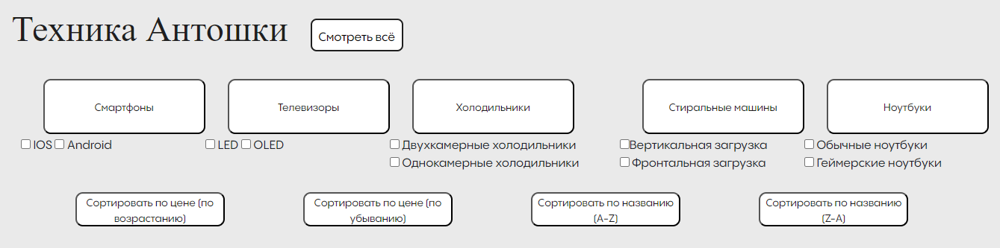 Техника Антошки
Смотреть всё
Смартфоны
Телевизоры
Холодильники
Стиральные машины
Ноутбуки
IOS Android
LED OLED
Двухкамерные холодильники
Однокамерные холодильники
Вертикальная загрузка
Фронтальная загрузка
Обычные ноутбуки
Геймерские ноутбуки
Сортировать по цене (по
возрастанию)
Сортировать по цене (по
убыванию)
Сортировать по названию
(A-Z)
Сортировать по названию
(Z-A)